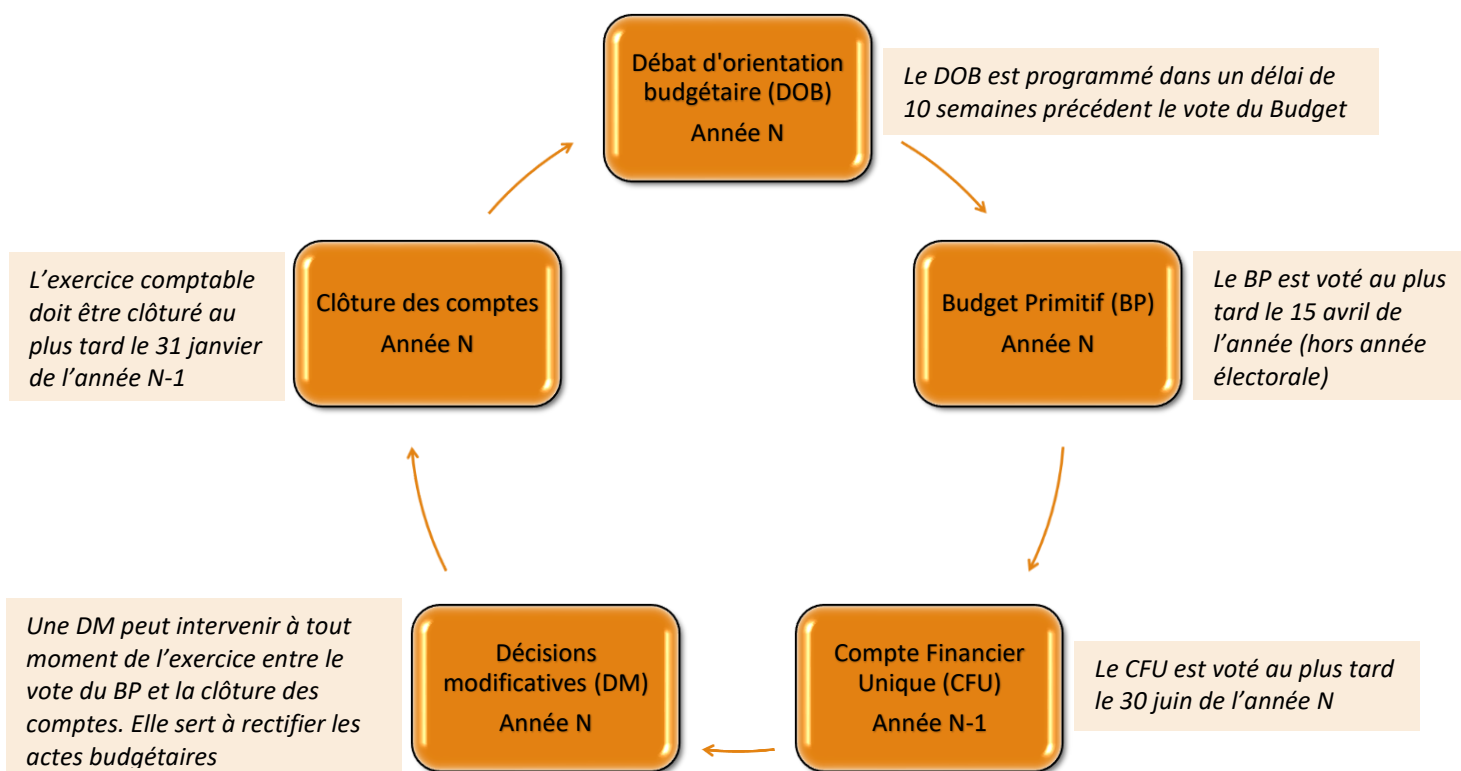 Débat d'orientation
budgétaire (DOB)
Année N
Le DOB est programmé dans un délai de
10 semaines précédent le vote du Budget
Budget Primitif (BP)
Année N
Le BP est voté au plus
tard le 15 avril de
l’année (hors année
électorale)
Compte Financier
Unique (CFU)
Année N-1
Le CFU est voté au plus tard
le 30 juin de l’année N
Décisions
modificatives (DM)
Année N
Une DM peut intervenir à tout
moment de l’exercice entre le
vote du BP et la clôture des
comptes. Elle sert à rectifier les
actes budgétaires
Clôture des comptes
Année N
L’exercice comptable
doit être clôturé au
plus tard le 31 janvier
de l’année N-1